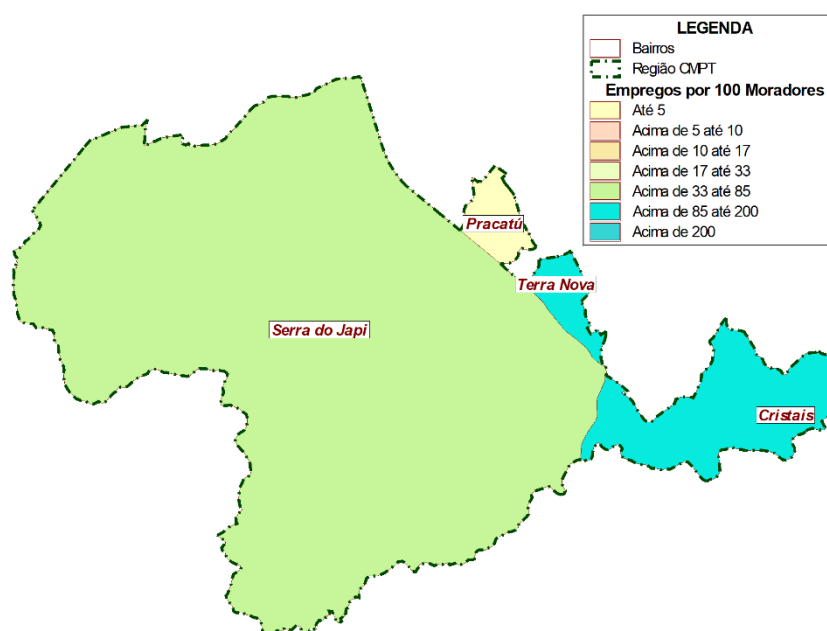 LEGENDA
Bairros
Região CMPT
Empregos por 100 Moradores
Até 5
Acima de 5 até 10
Acima de 10 até 17
Acima de 17 até 33
Acima de 33 até 85
Acima de 85 até 200
Acima de 200
Pracatú
Terra Nova
Serra do Japi
Cristais